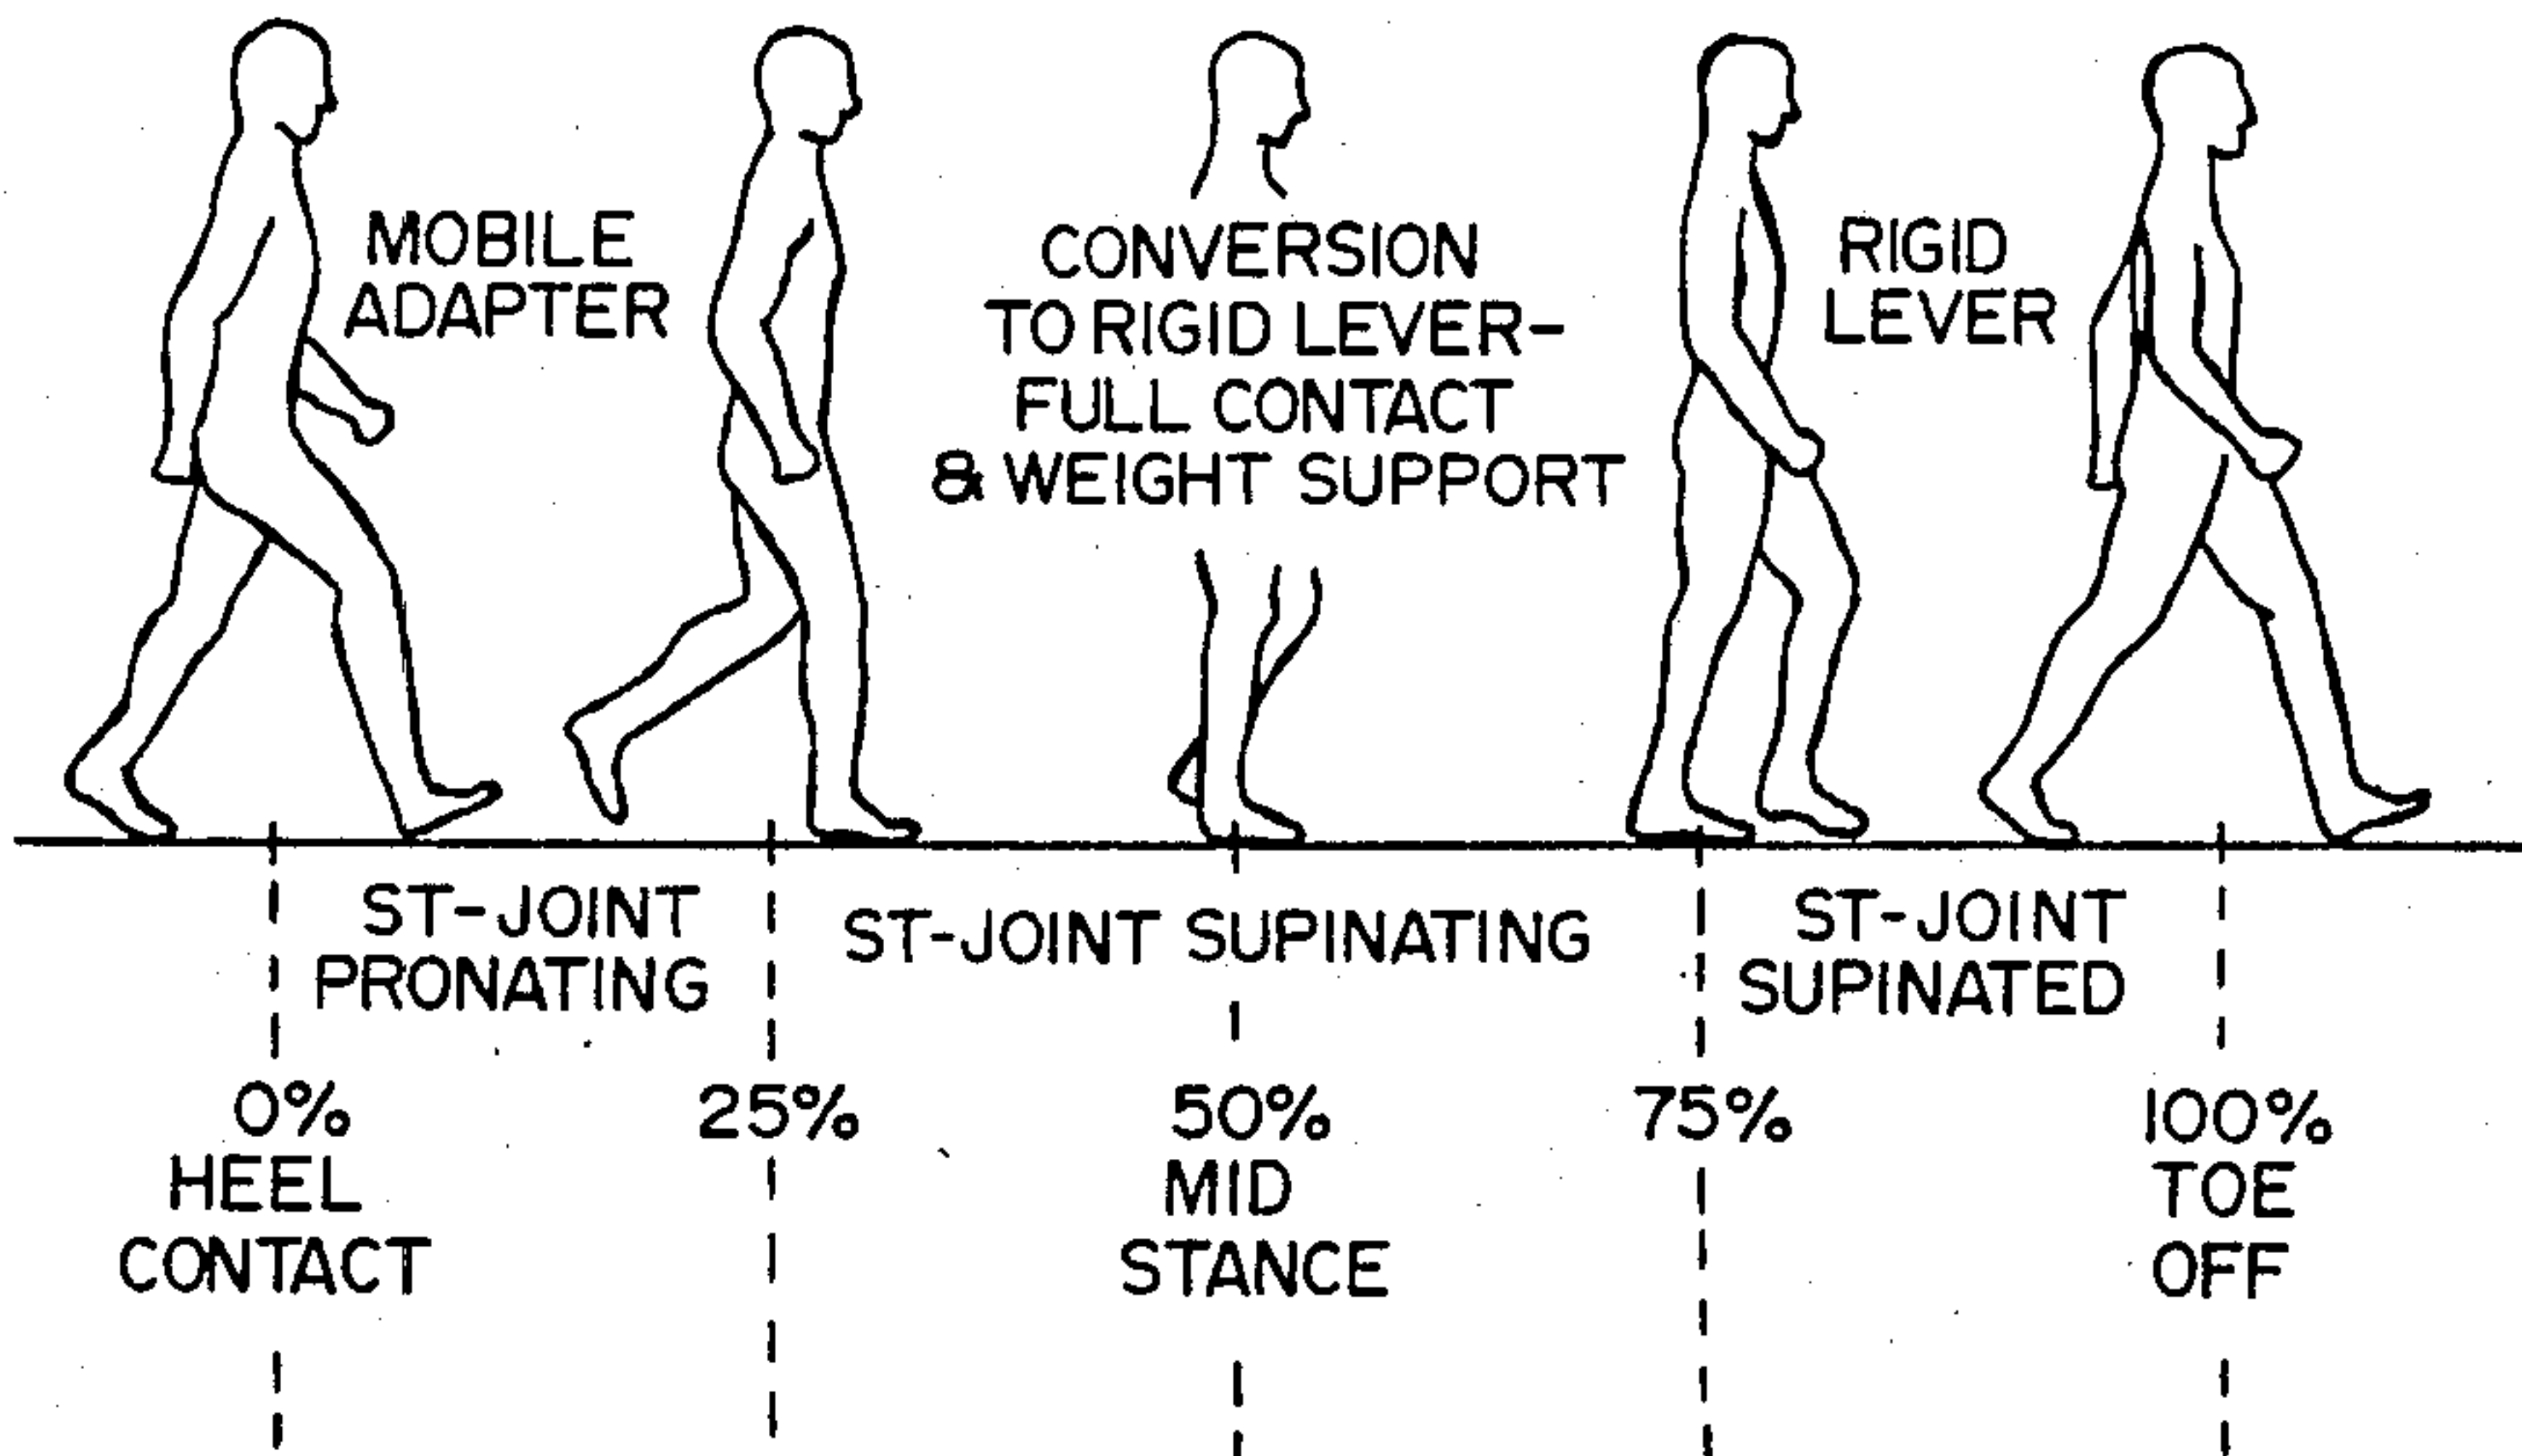 MOBILE
ADAPTER
CONVERSION
TO RIGID LEVER-
FULL CONTACT
& WEIGHT SUPPORT
RIGID
LEVER
ST-JOINT
PRONATING
ST-JOINT SUPINATING
ST-JOINT
SUPINATED
0%
HEEL
CONTACT
25%
50%
MID
STANCE
75%
100%
TOE
OFF